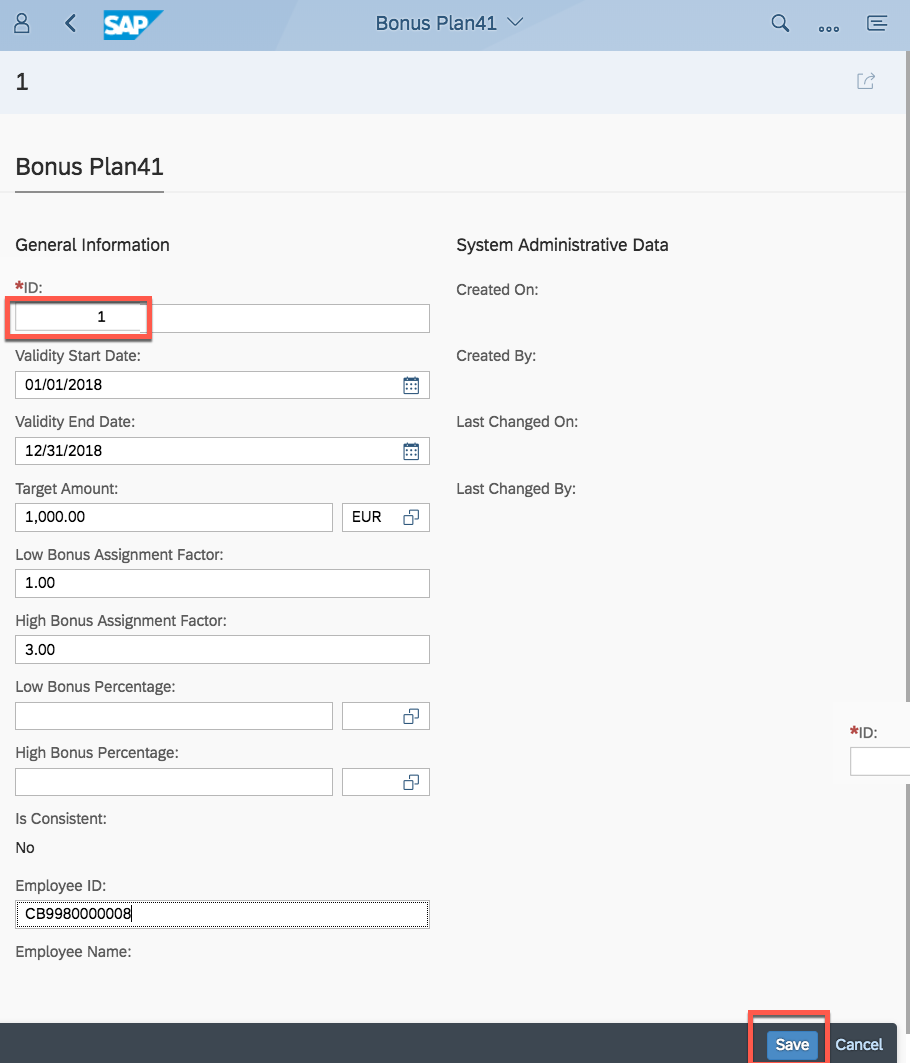 SAP
Bonus Plan41
1
Bonus Plan41
General Information
*ID:
1
Validity Start Date:
01/01/2018
Validity End Date:
12/31/2018
Target Amount:
1,000.00 EUR
Low Bonus Assignment Factor:
1.00
High Bonus Assignment Factor:
3.00
Low Bonus Percentage:
High Bonus Percentage:
Is Consistent:
No
Employee ID:
CB9980000008
Employee Name:
System Administrative Data
Created On:
Created By:
Last Changed On:
Last Changed By:
*ID:
Save Cancel